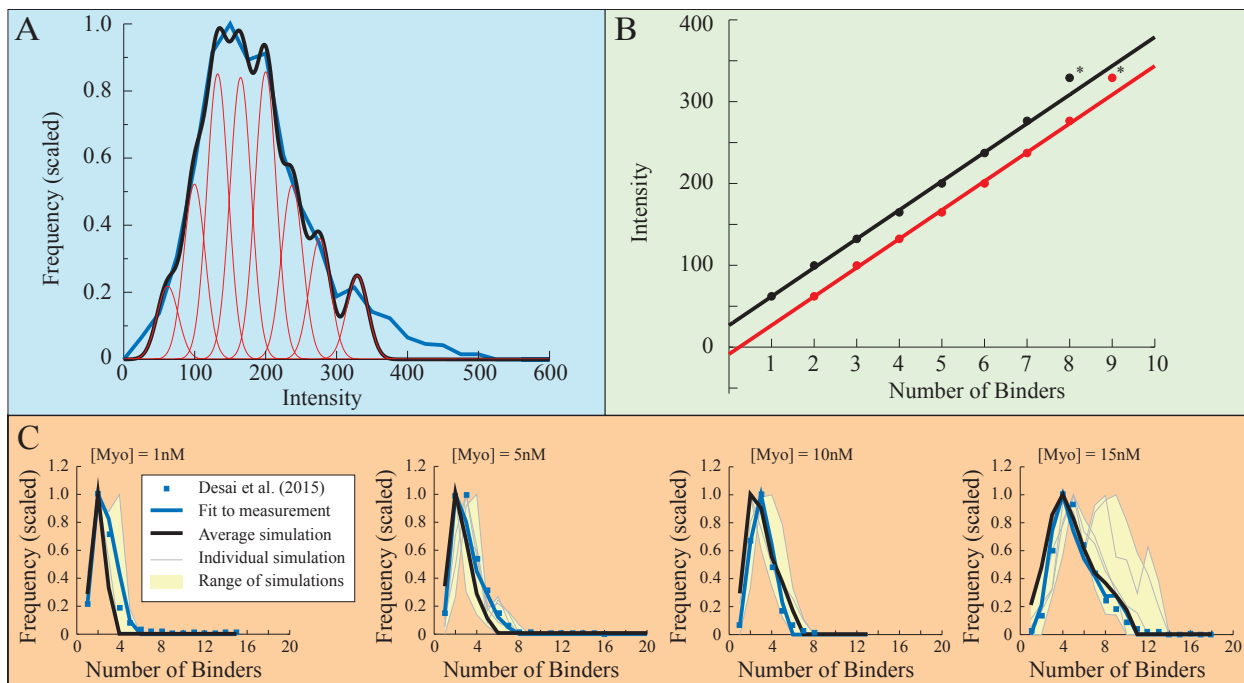 A
Frequency (scaled)
1.0
0.8
0.6
0.4
0.2
0
0 100 200 300 400 500 600
Intensity
B
Intensity
400
300
200
100
0
* *
1 2 3 4 5 6 7 8 9 10
Number of Binders
C
[Myo] = 1nM
Frequency (scaled)
1.2
1.0
0.8
0.6
0.4
0.2
0
0 4 8 12 16 20
Number of Binders
Desai et al. (2015)
Fit to measurement
Average simulation
Individual simulation
Range of simulations
[Myo] = 5nM
Frequency (scaled)
1.2
1.0
0.8
0.6
0.4
0.2
0
0 4 8 12 16 20
Number of Binders
[Myo] = 10nM
Frequency (scaled)
1.2
1.0
0.8
0.6
0.4
0.2
0
0 4 8 12 16 20
Number of Binders
[Myo] = 15nM
Frequency (scaled)
1.2
1.0
0.8
0.6
0.4
0.2
0
0 4 8 12 16 20
Number of Binders